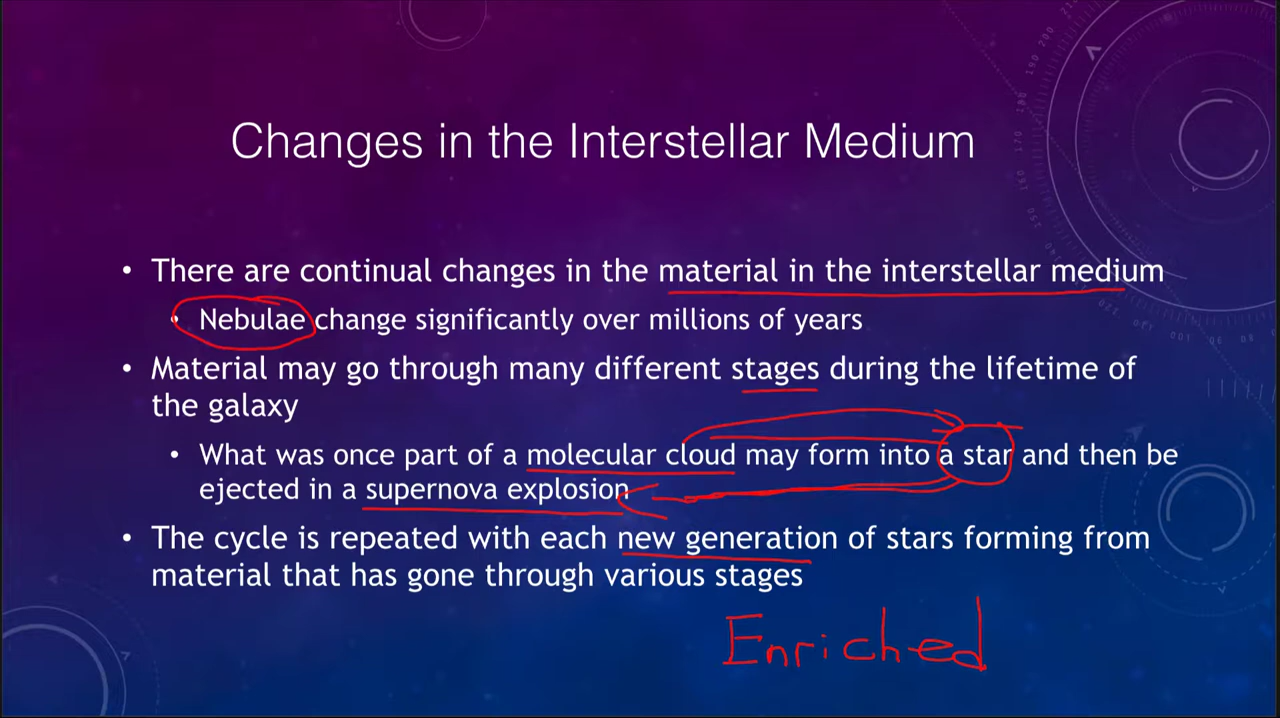 Changes in the Interstellar Medium
• There are continual changes in the material in the interstellar medium
• Nebulae change significantly over millions of years
• Material may go through many different stages during the lifetime of
the galaxy
• What was once part of a molecular cloud may form into a star and then be
ejected in a supernova explosion
• The cycle is repeated with each new generation of stars forming from
material that has gone through various stages
Enriched